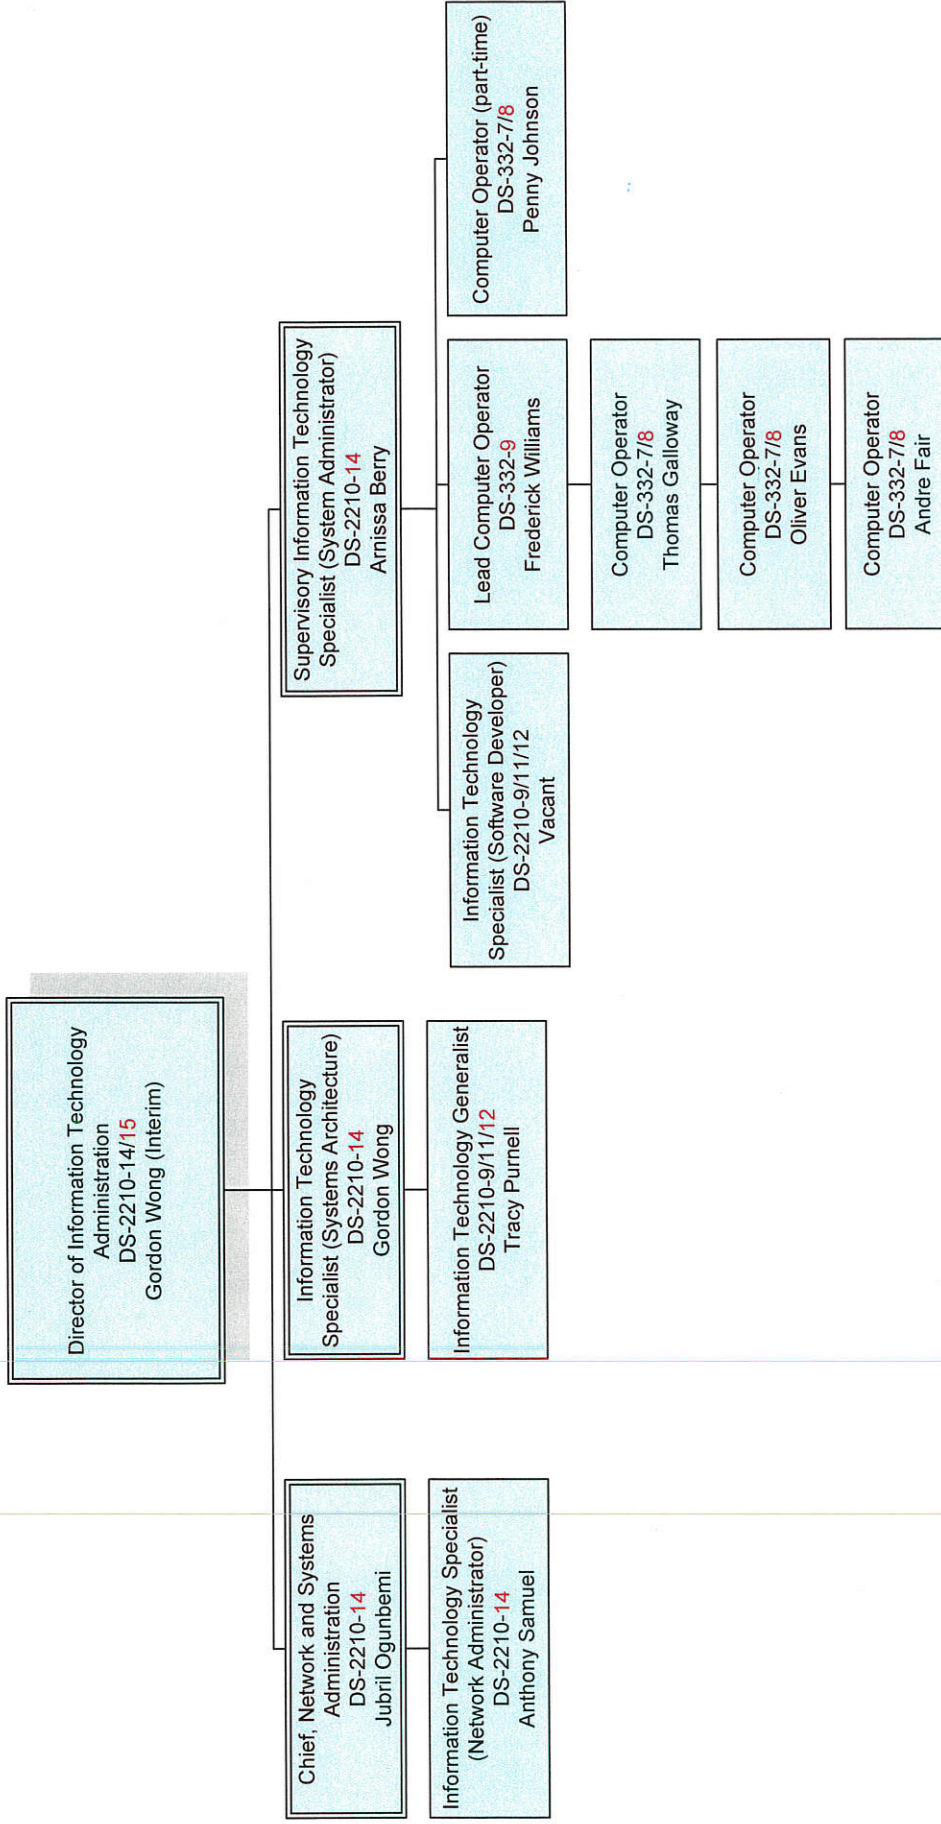 Director of Information Technology
Administration
DS-2210-14/15
Gordon Wong (Interim)
Chief, Network and Systems
Administration
DS-2210-14
Jubril Ogunbemi
Information Technology Specialist
(Network Administrator)
DS-2210-14
Anthony Samuel
Information Technology
Specialist (Systems Architecture)
DS-2210-14
Gordon Wong
Information Technology Generalist
DS-2210-9/11/12
Tracy Purnell
Supervisory Information Technology
Specialist (System Administrator)
DS-2210-14
Arnissa Berry
Information Technology
Specialist (Software Developer)
DS-2210-9/11/12
Vacant
Lead Computer Operator
DS-332-9
Frederick Williams
Computer Operator
DS-332-7/8
Thomas Galloway
Computer Operator
DS-332-7/8
Oliver Evans
Computer Operator
DS-332-7/8
Andre Fair
Computer Operator (part-time)
DS-332-7/8
Penny Johnson